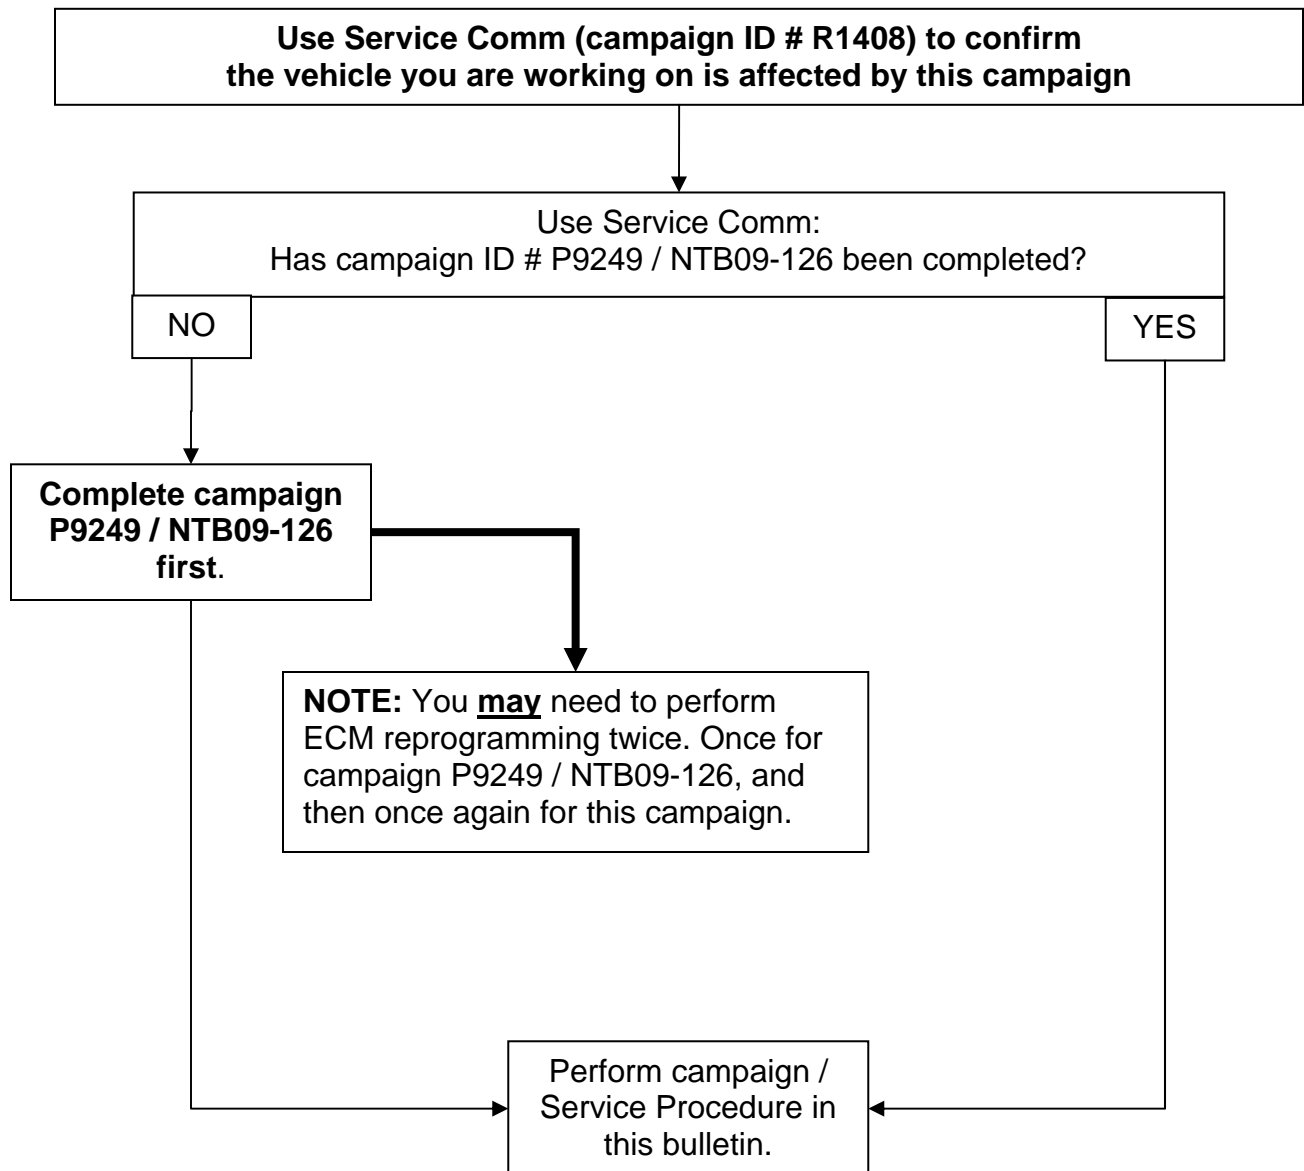 Use Service Comm (campaign ID # R1408) to confirm
the vehicle you are working on is affected by this campaign
Use Service Comm:
Has campaign ID # P9249 / NTB09-126 been completed?
NO
YES
Complete campaign
P9249 / NTB09-126
first.
NOTE: You may need to perform
ECM reprogramming twice. Once for
campaign P9249 / NTB09-126, and
then once again for this campaign.
Perform campaign /
Service Procedure in
this bulletin.